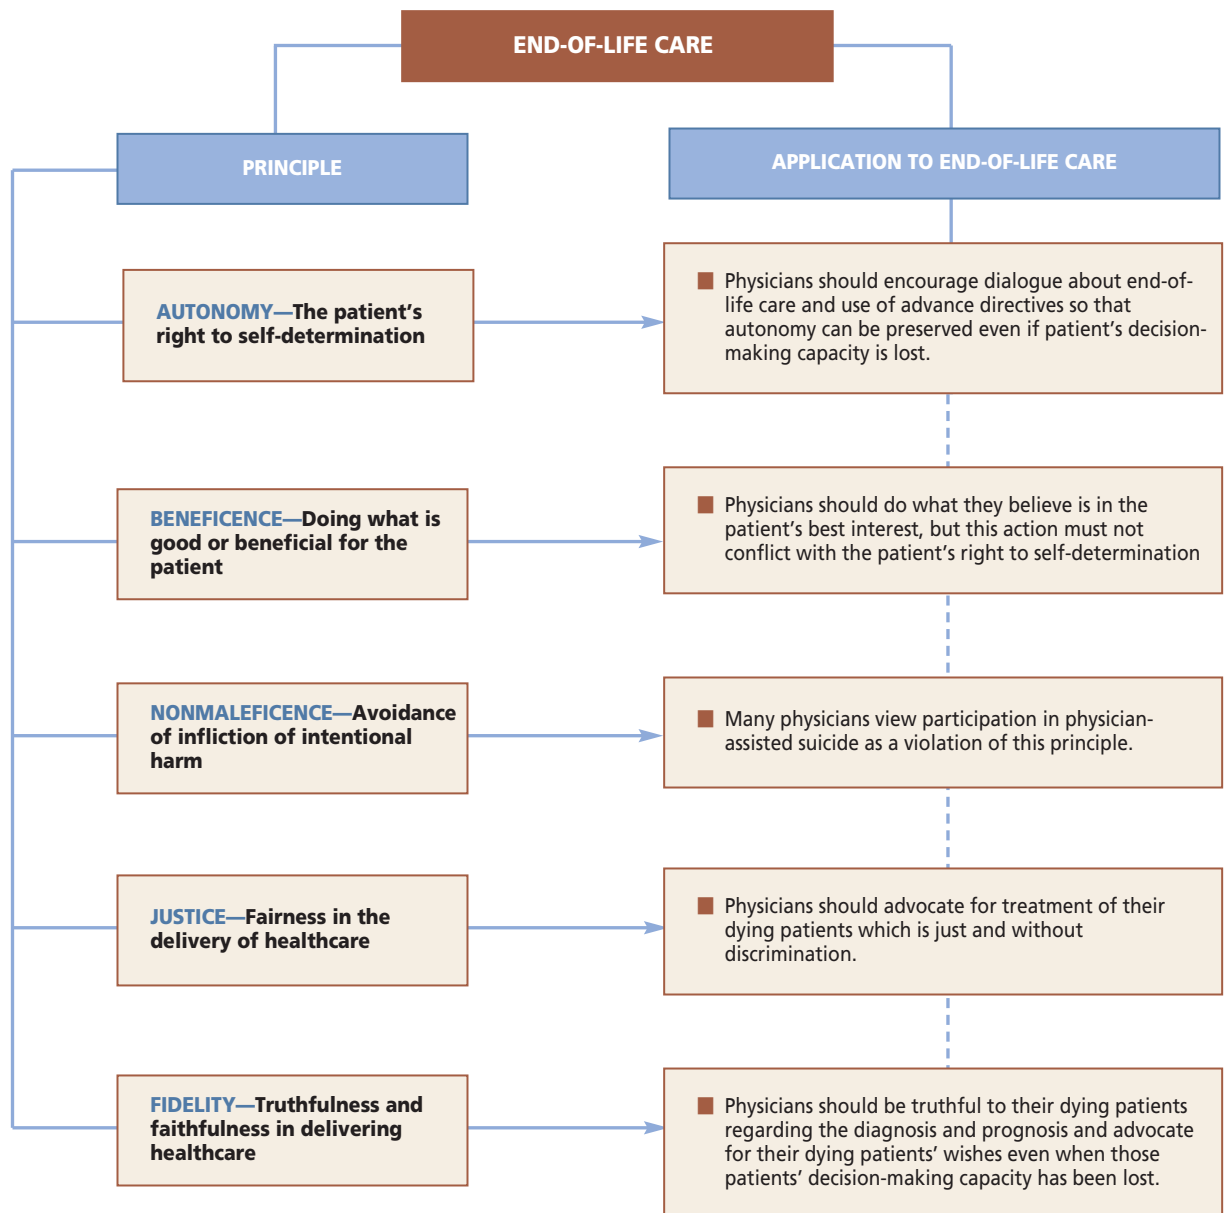 END-OF-LIFE CARE
PRINCIPLE
APPLICATION TO END-OF-LIFE CARE
AUTONOMY—The patient’s
right to self-determination
Physicians should encourage dialogue about end-of-
life care and use of advance directives so that
autonomy can be preserved even if patient’s decision-
making capacity is lost.
BENEFICENCE—Doing what is
good or beneficial for the
patient
Physicians should do what they believe is in the
patient’s best interest, but this action must not
conflict with the patient’s right to self-determination
NONMALEFICENCE—Avoidance
of infliction of intentional
harm
Many physicians view participation in physician-
assisted suicide as a violation of this principle.
JUSTICE—Fairness in the
delivery of healthcare
Physicians should advocate for treatment of their
dying patients which is just and without
discrimination.
FIDELITY—Truthfulness and
faithfulness in delivering
healthcare
Physicians should be truthful to their dying patients
regarding the diagnosis and prognosis and advocate
for their dying patients’ wishes even when those
patients’ decision-making capacity has been lost.